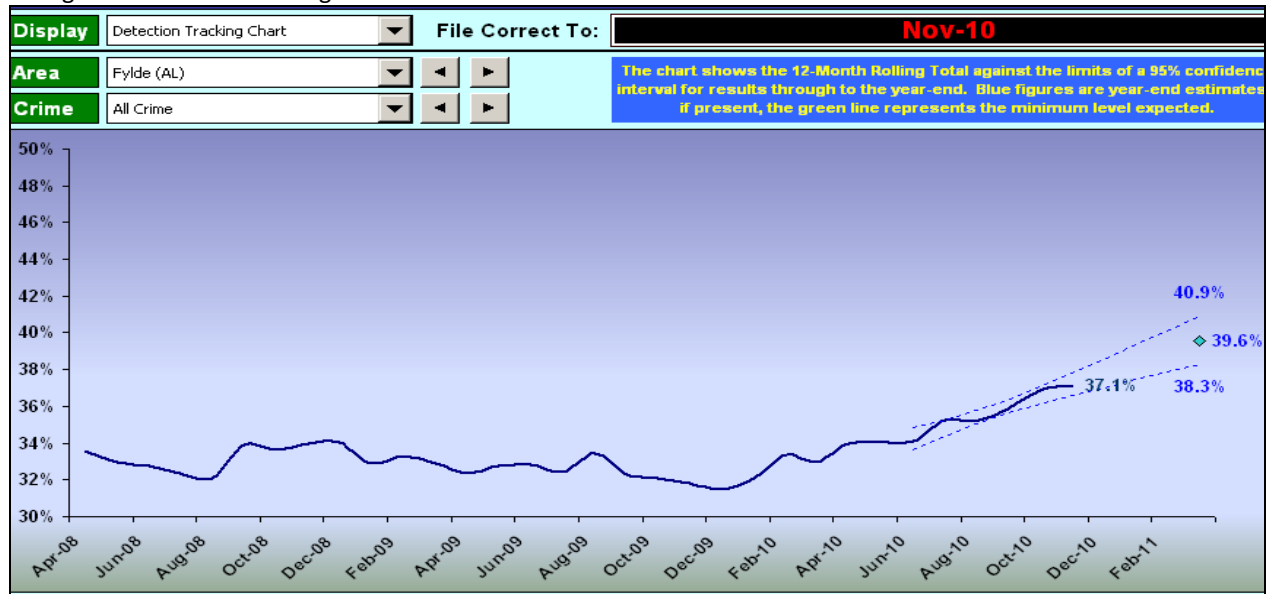 Display Detection Tracking Chart File Correct To: Nov-10
Area Fylde (AL)
Crime All Crime
The chart shows the 12-Month Rolling Total against the limits of a 95% confidenc
interval for results through to the year-end. Blue figures are year-end estimates
if present, the green line represents the minimum level expected.
50%
48%
46%
44%
42%
40%
38%
36%
34%
32%
30%
40.9%
39.6%
37.1%
38.3%
Apr-08 Jun-08 Aug-08 Oct-08 Dec-08 Feb-09 Apr-09 Jun-09 Aug-09 Oct-09 Dec-09 Feb-10 Apr-10 Jun-10 Aug-10 Oct-10 Dec-10 Feb-11